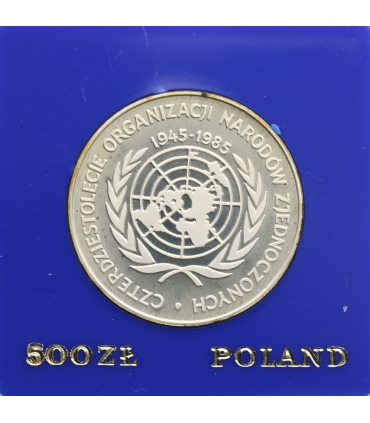 CZTERDZIESTOLECIE ORGANIZACJI NARODÓW ZJEDNOCZONYCH
1945-1985
500 ZŁ POLAND